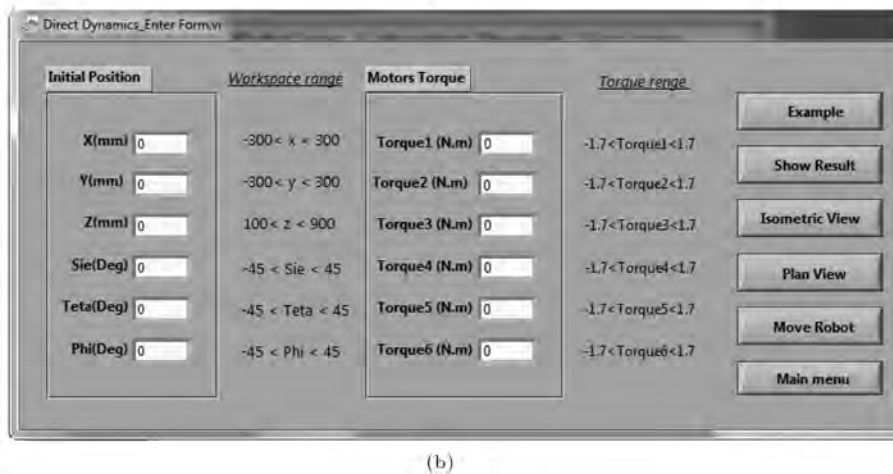 Direct Dynamics_Enter Form.vi
Initial Position
Workspace range
Motors Torque
Torque renge
X(mm) 0 -300 < x < 300 Torque1 (N.m) 0 -1.7<Torque1<1.7
Y(mm) 0 -300 < y < 300 Torque2 (N.m) 0 -1.7<Torque2<1.7
Z(mm) 0 100 < z < 900 Torque3 (N.m) 0 -1.7<Torque3<1.7
Sie(Deg) 0 -45 < Sie < 45 Torque4 (N.m) 0 -1.7<Torque4<1.7
Teta(Deg) 0 -45 < Teta < 45 Torque5 (N.m) 0 -1.7<Torque5<1.7
Phi(Deg) 0 -45 < Phi < 45 Torque6 (N.m) 0 -1.7<Torque6<1.7
Example
Show Result
Isometric View
Plan View
Move Robot
Main menu
(b)